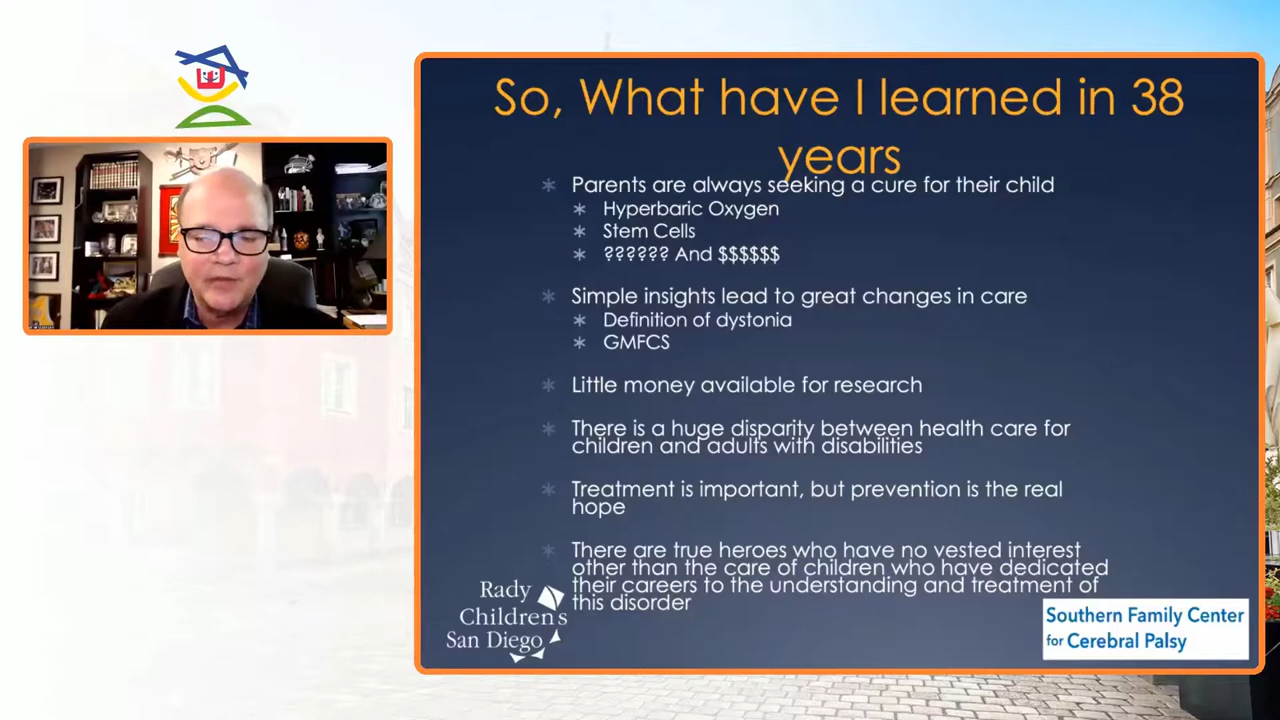 So, What have I learned in 38
years
* Parents are always seeking a cure for their child
* Hyperbaric Oxygen
* Stem Cells
* ?????? And $$$$$$
* Simple insights lead to great changes in care
* Definition of dystonia
* GMFCS
* Little money available for research
* There is a huge disparity between health care for
children and adults with disabilities
* Treatment is important, but prevention is the real
hope
* There are true heroes who have no vested interest
other than the care of children who have dedicated
their careers to the understanding and treatment of
this disorder
Rady
Children's
San Diego
Southern Family Center
for Cerebral Palsy